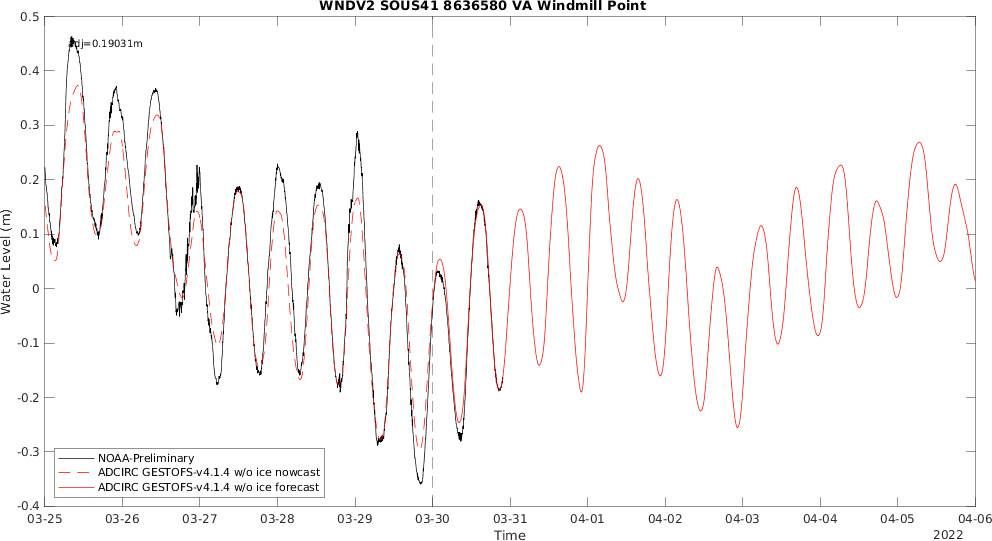 WNDV2 SOUS41 8636580 VA Windmill Point
0.5
0.4
0.3
0.2
0.1
0
-0.1
-0.2
-0.3
-0.4
Water Level (m)
dj=0.19031m
NOAA-Preliminary
ADCIRC GESTOFS-v4.1.4 w/o ice nowcast
ADCIRC GESTOFS-v4.1.4 w/o ice forecast
03-25 03-26 03-27 03-28 03-29 03-30 03-31 04-01 04-02 04-03 04-04 04-05 04-06
Time
2022